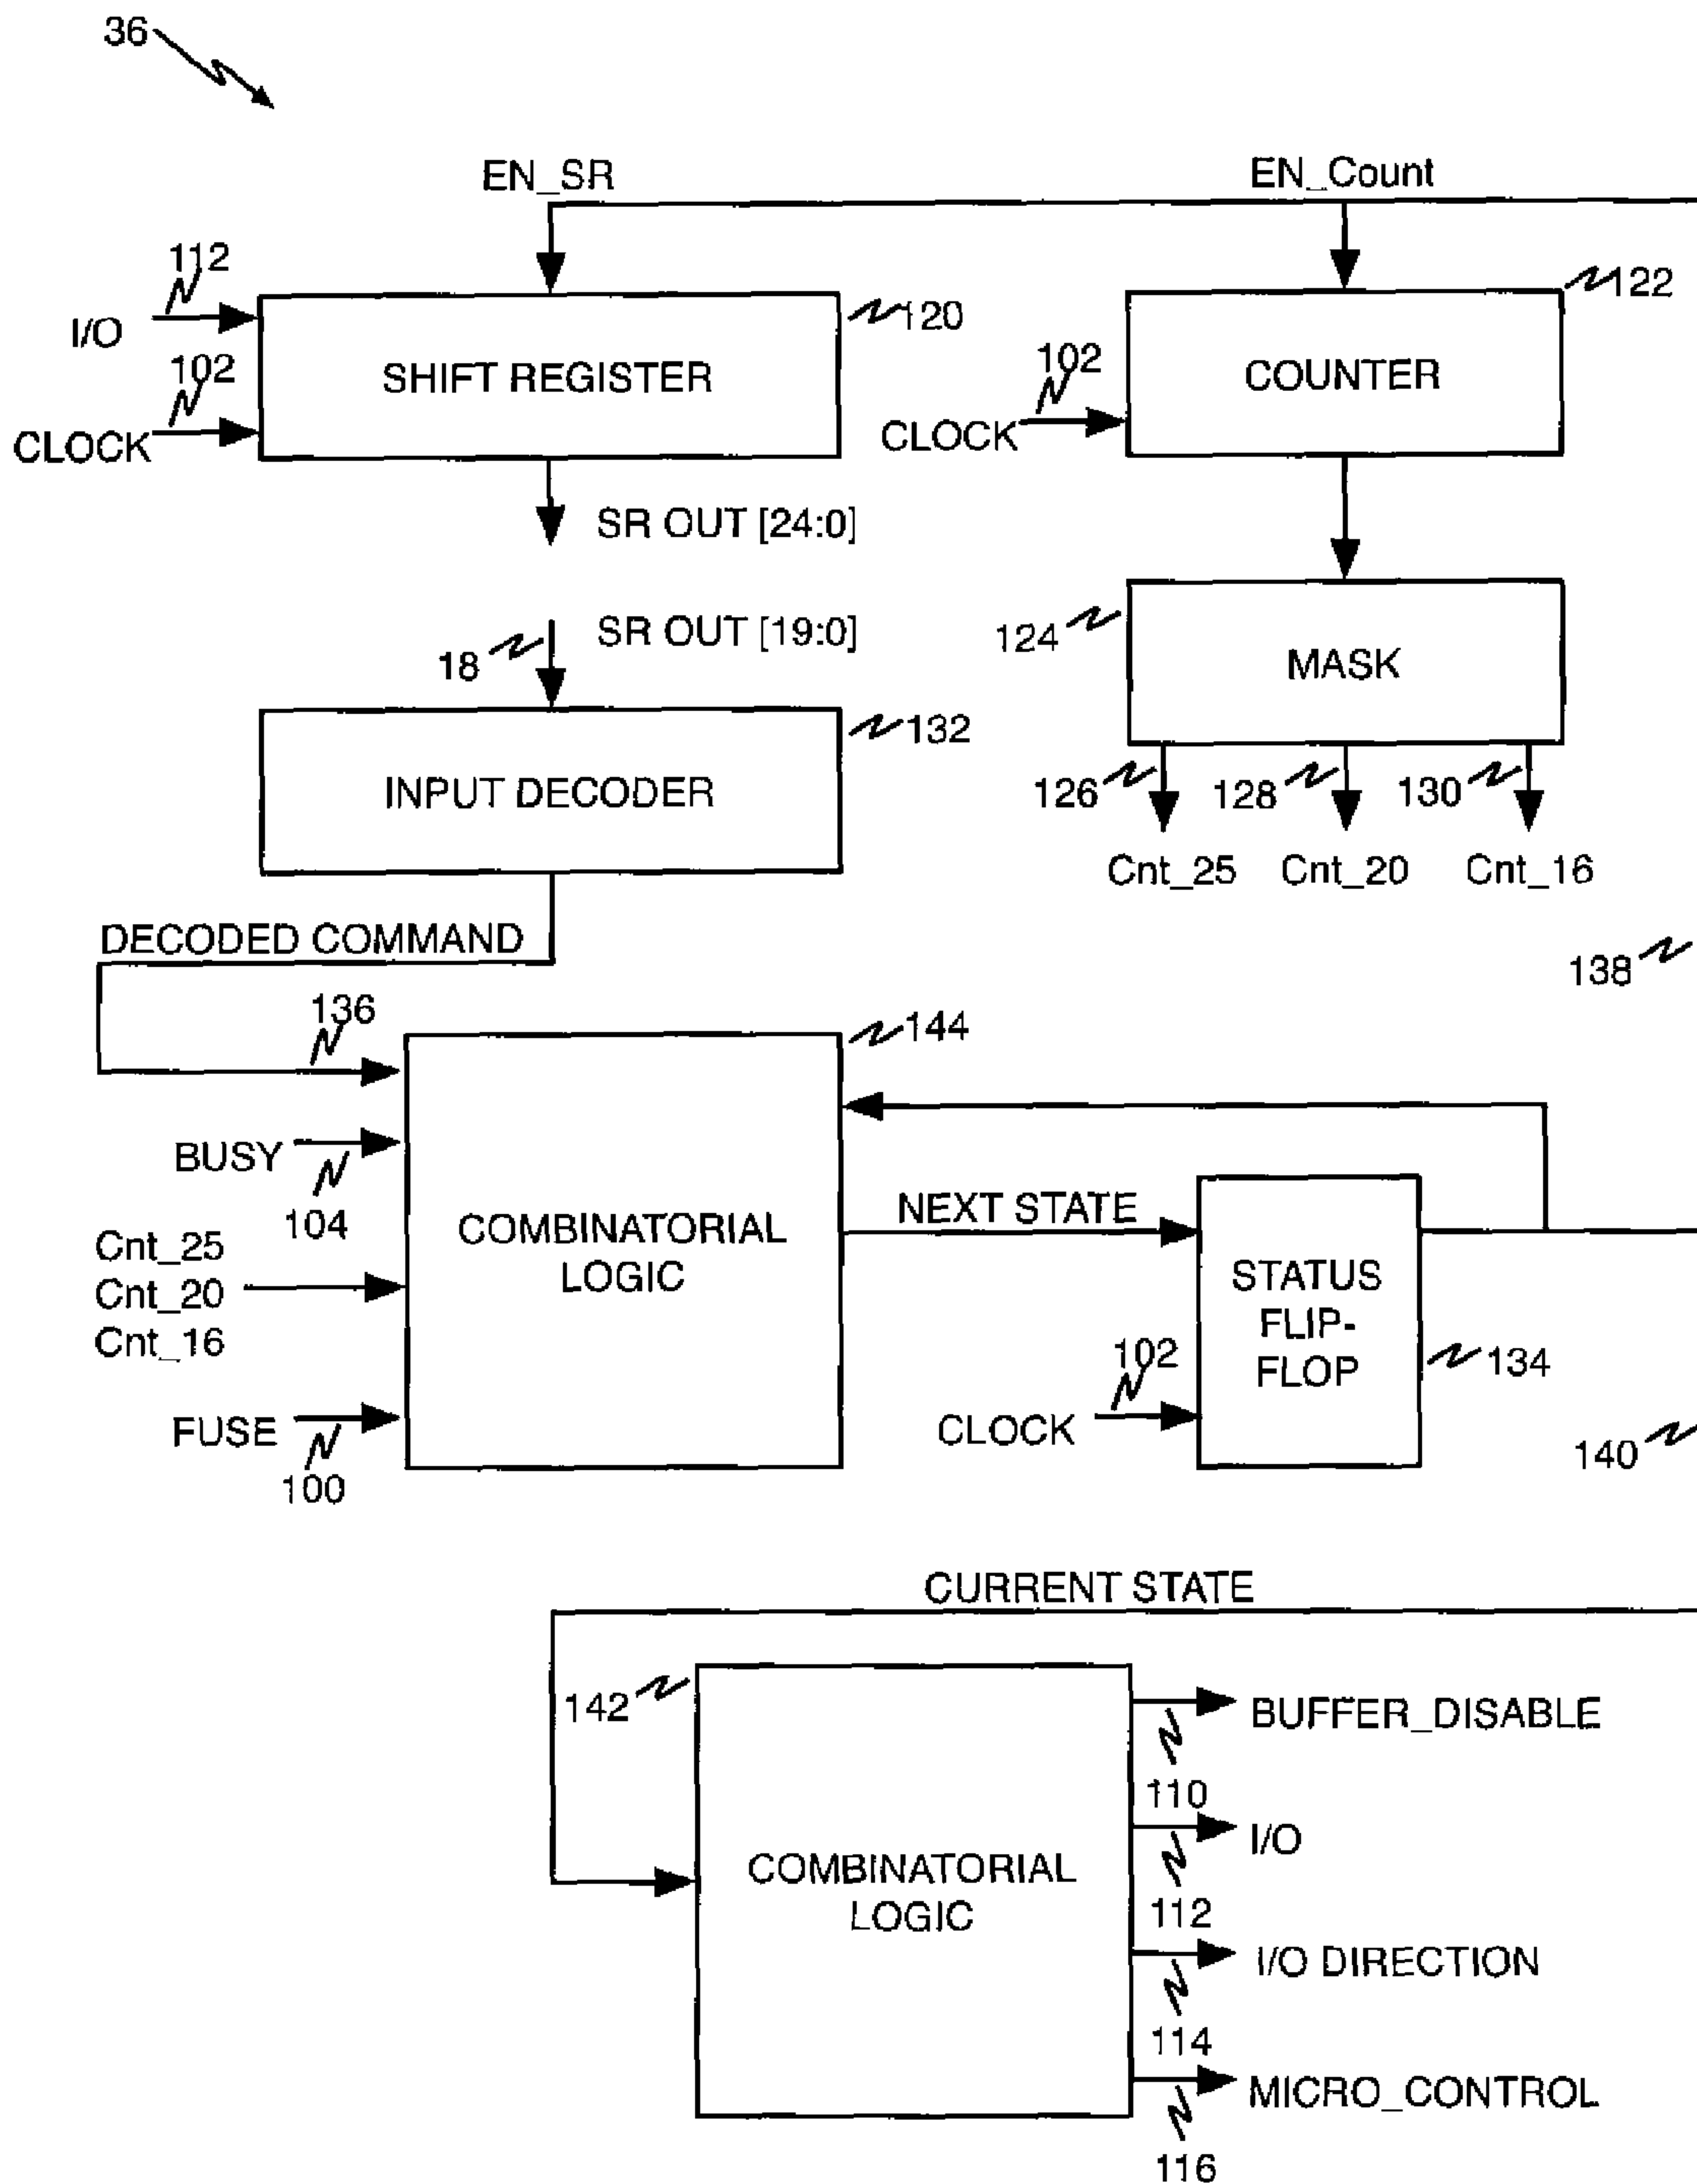 36
EN_SR
EN_Count
112
I/O
102
CLOCK
SHIFT REGISTER
120
102
CLOCK
COUNTER
122
SR OUT [24:0]
18
SR OUT [19:0]
124
MASK
INPUT DECODER
132
126
128
130
Cnt_25
Cnt_20
Cnt_16
DECODED COMMAND
138
136
144
BUSY
104
Cnt_25
Cnt_20
Cnt_16
FUSE
100
COMBINATORIAL
LOGIC
NEXT STATE
STATUS
FLIP-
FLOP
134
102
CLOCK
140
CURRENT STATE
142
COMBINATORIAL
LOGIC
BUFFER_DISABLE
110
I/O
112
I/O DIRECTION
114
MICRO_CONTROL
116